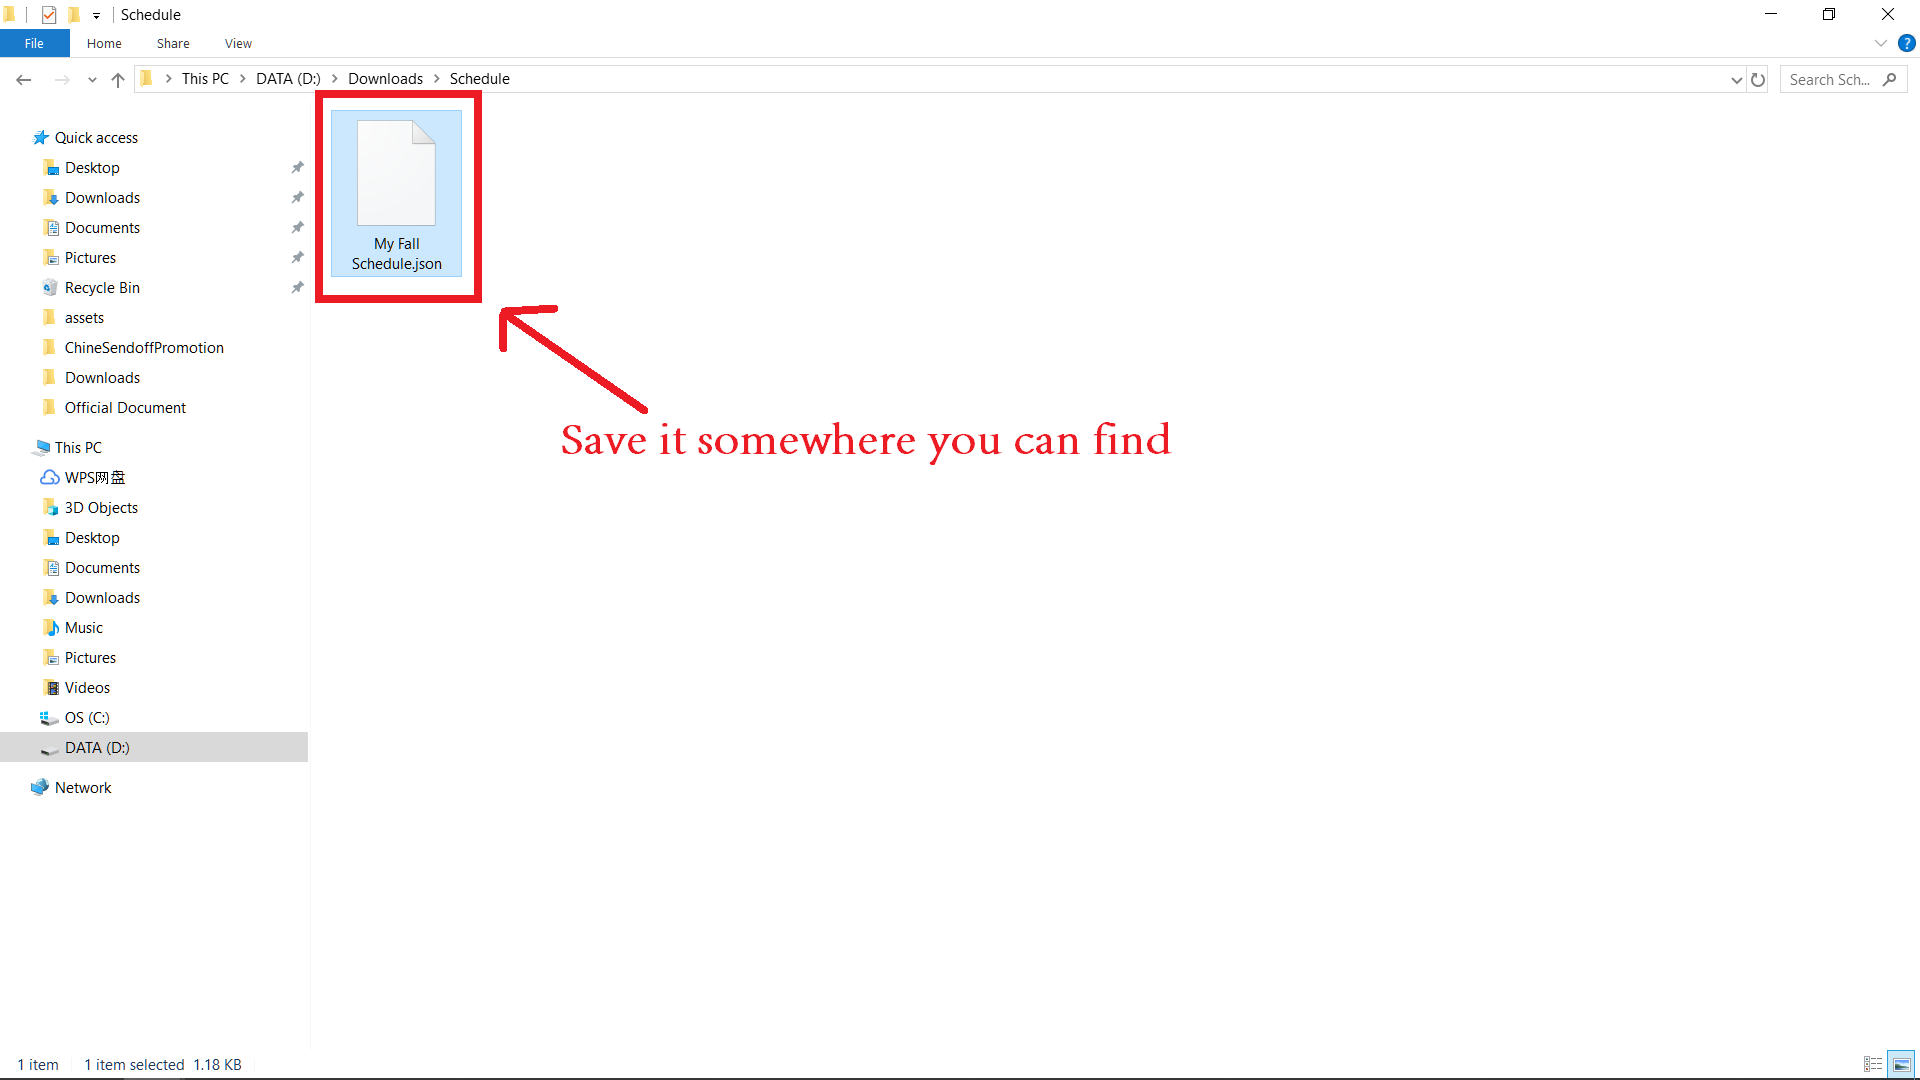 Schedule
File Home Share View
This PC DATA (D:) Downloads Schedule
Search Sch...
Quick access
Desktop
Downloads
Documents
Pictures
Recycle Bin
assets
ChineSendoffPromotion
Downloads
Official Document
This PC
WPS网盘
3D Objects
Desktop
Documents
Downloads
Music
Pictures
Videos
OS (C:)
DATA (D:)
Network
My Fall
Schedule.json
Save it somewhere you can find
1 item 1 item selected 1.18 KB